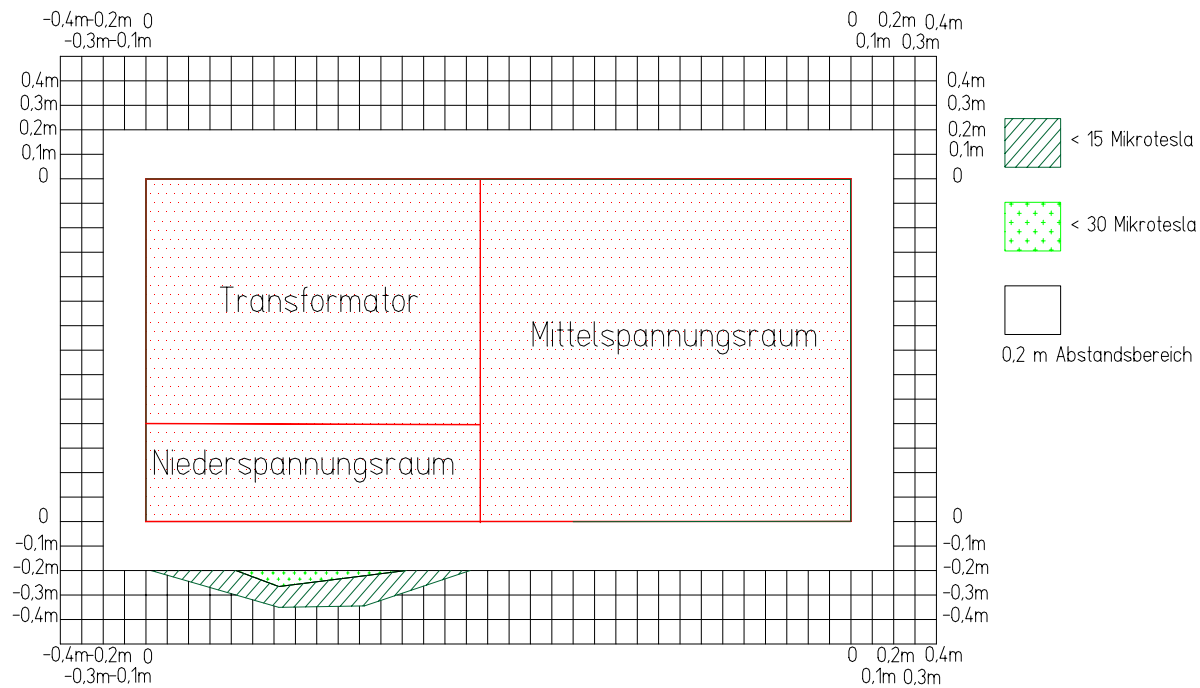 -0,4m-0,2m 0
-0,3m-0,1m
0 0,2m 0,4m
0,1m 0,3m
0,4m
0,3m
0,2m
0,1m
0
0,4m
0,3m
0,2m
0,1m
0
< 15 Mikrotesla
< 30 Mikrotesla
0,2 m Abstandsbereich
Transformator
Mittelspannungsraum
Niederspannungsraum
0
-0,1m
-0,2m
-0,3m
-0,4m
0
-0,1m
-0,2m
-0,3m
-0,4m
-0,4m-0,2m 0
-0,3m-0,1m
0 0,2m 0,4m
0,1m 0,3m